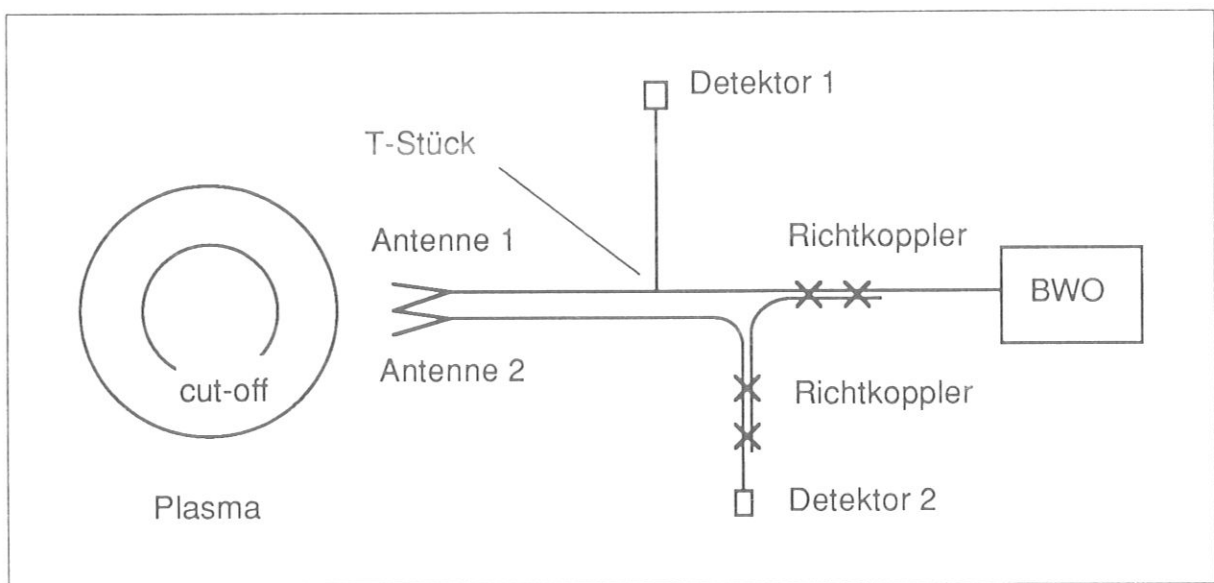 Detektor 1
T-Stück
Antenne 1
Richtkoppler
BWO
cut-off
Antenne 2
Richtkoppler
Plasma
Detektor 2